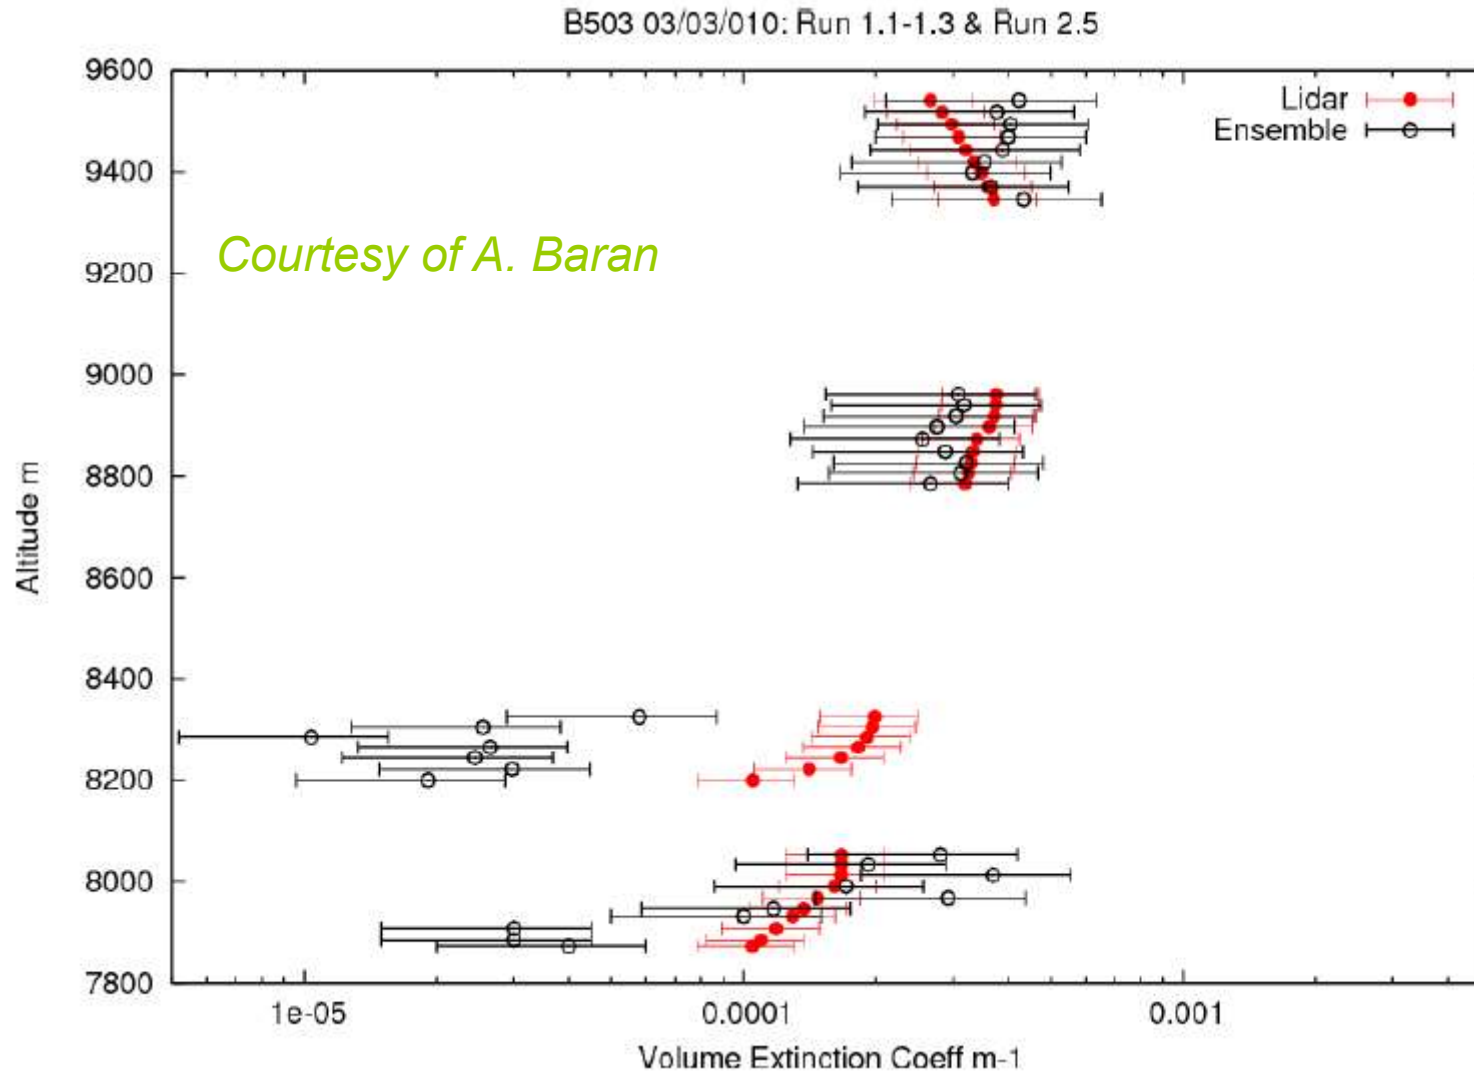 B503 03/03/010: Run 1.1-1.3 & Run 2.5
Lidar
Ensemble
Courtesy of A. Baran
9600
9400
9200
9000
8800
8600
8400
8200
8000
7800
Altitude m
1e-05
0.0001
0.001
Volume Extinction Coeff m-1